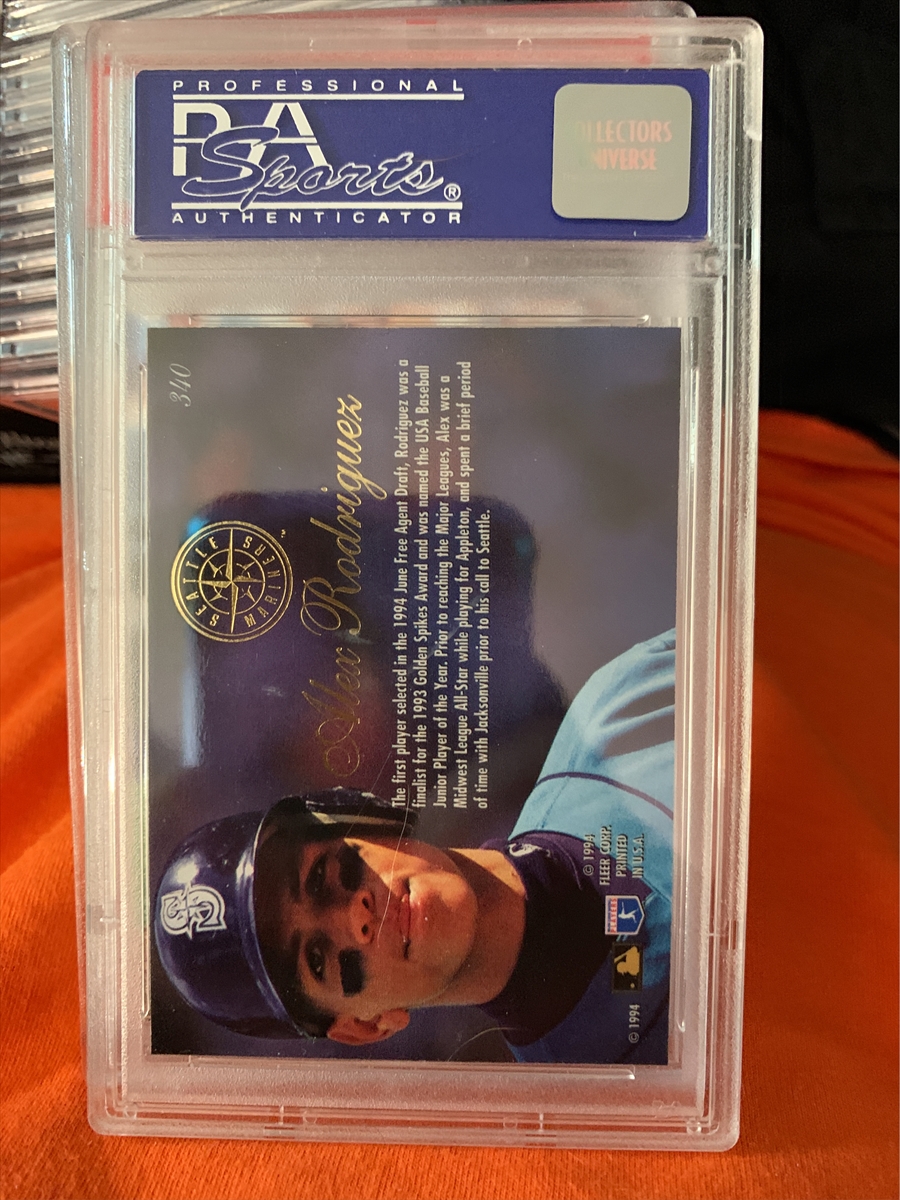 PROFESSIONAL
PSA
Sports®
AUTHENTICATOR
COLLECTORS
UNIVERSE
340
SEATTLE
MARINERS™
Alex Rodriguez
The first player selected in the 1994 June Free Agent Draft, Rodriguez was a
finalist for the 1993 Golden Spikes Award and was named the USA Baseball
Junior Player of the Year. Prior to reaching the Major Leagues, Alex was a
Midwest League All-Star while playing for Appleton, and spent a brief period
of time with Jacksonville prior to his call to Seattle.
S
© 1994
FLEER CORP.
PRINTED
IN U.S.A.
© 1994